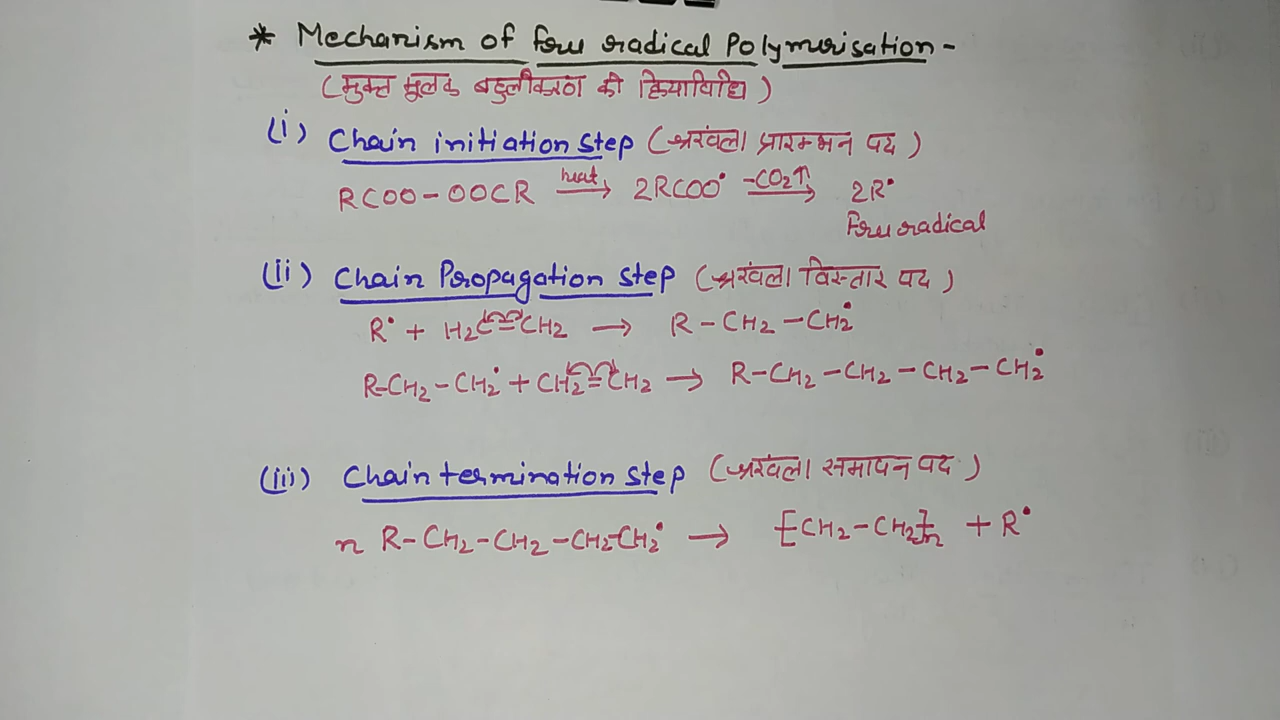 * Mechanism of free radical Polymerisation -
(मुक्त मूलक बहुलीकरण की क्रियाविधि)
(i) Chain initiation step (श्रृंखला प्रारम्भन पद)
RCOO-OOCR heat→ 2RCOO• -CO2↑→ 2R•
Free radical
(ii) Chain Propagation step (श्रृंखला विस्तार पद)
R• + H2C=CH2 → R-CH2-CH2•
R-CH2-CH2• + CH2=CH2 → R-CH2-CH2-CH2-CH2•
(iii) Chain termination step (श्रृंखला समापन पद)
n R-CH2-CH2-CH2-CH2• → [CH2-CH2]n + R•